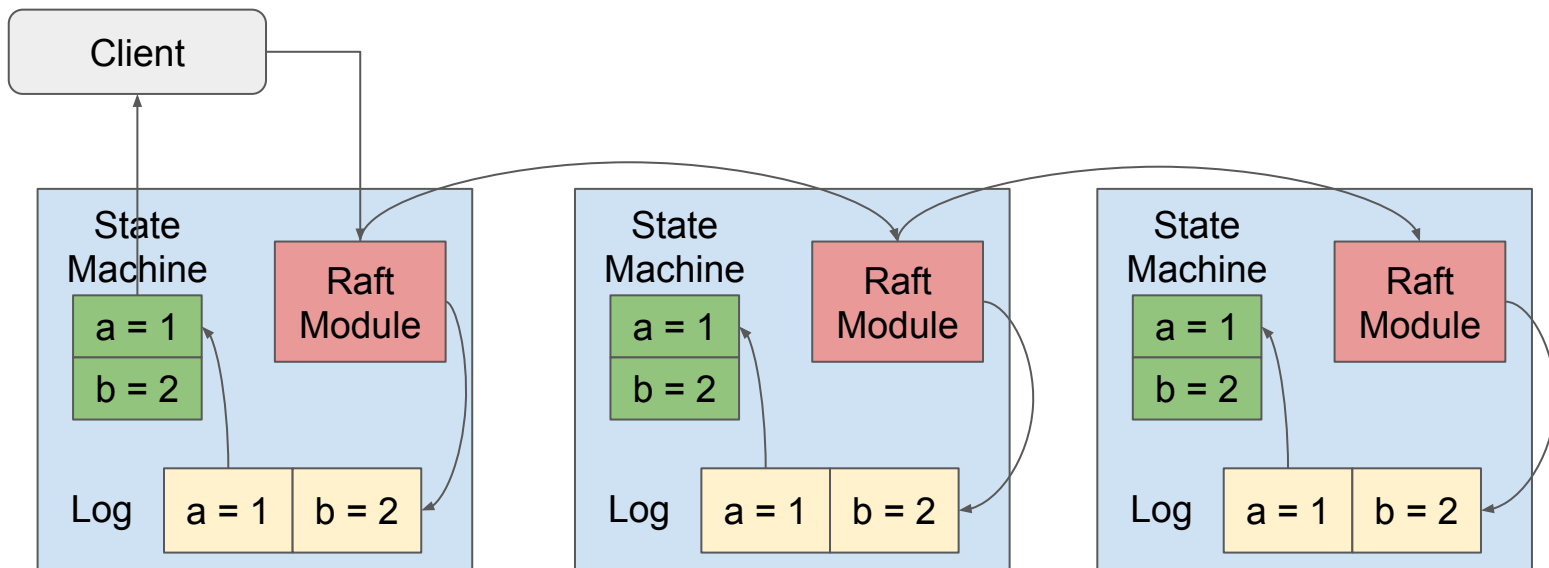 Client
State
Machine
a = 1
b = 2
Raft
Module
Log
a = 1
b = 2
State
Machine
a = 1
b = 2
Raft
Module
Log
a = 1
b = 2
State
Machine
a = 1
b = 2
Raft
Module
Log
a = 1
b = 2